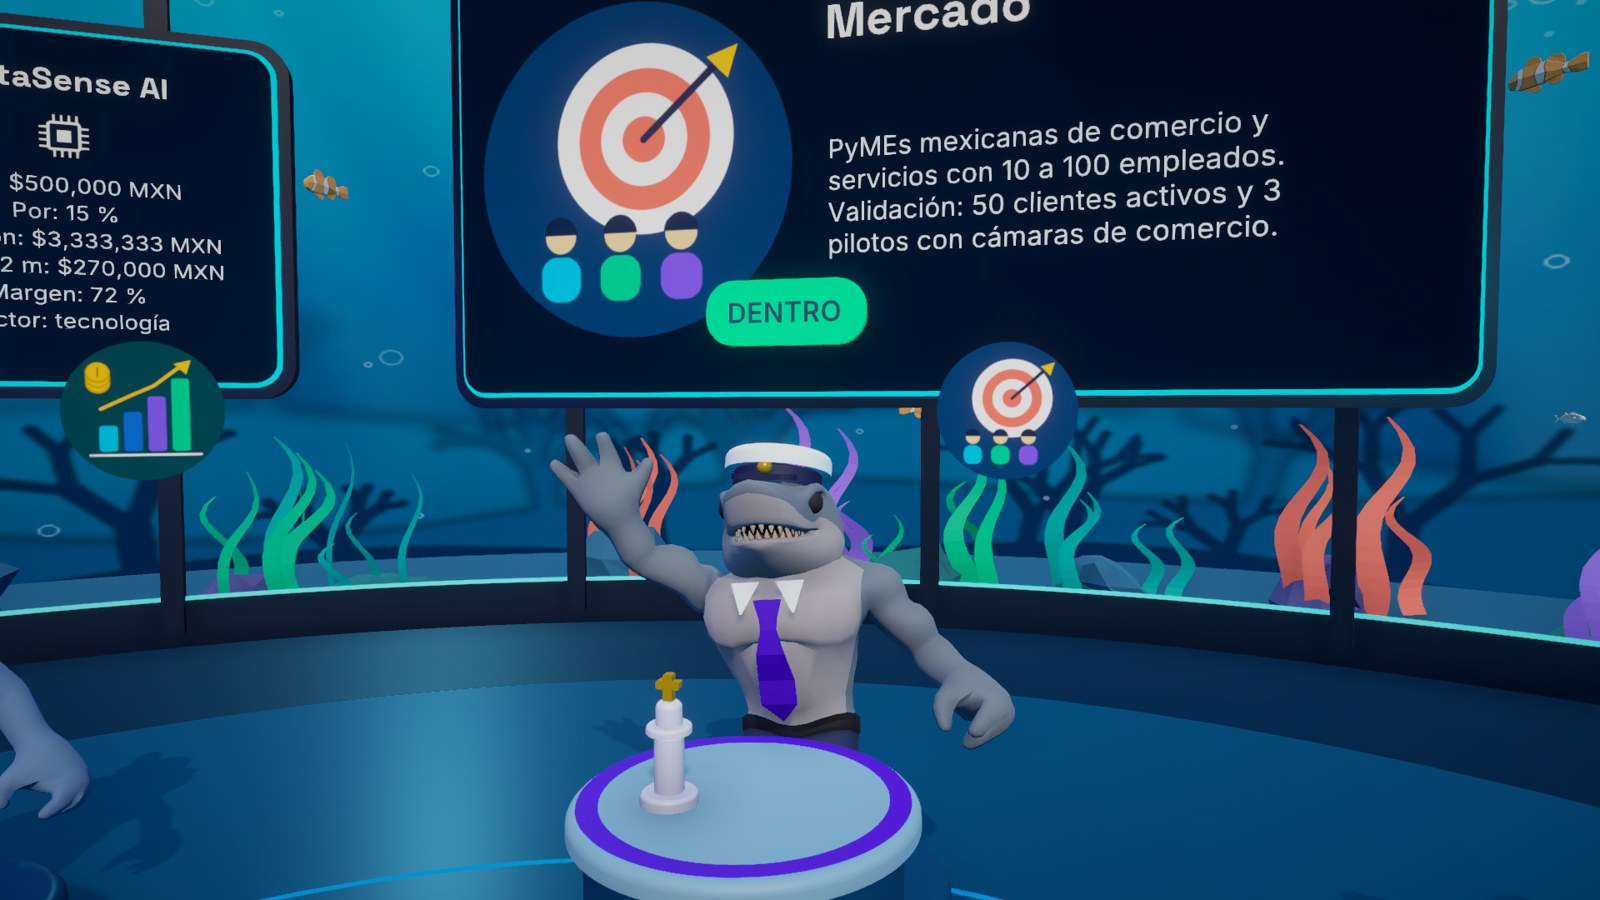 taSense AI
$500,000 MXN
Por: 15 %
n: $3,333,333 MXN
2 m: $270,000 MXN
Margen: 72 %
ctor: tecnología
Mercado
PyMEs mexicanas de comercio y
servicios con 10 a 100 empleados.
Validación: 50 clientes activos y 3
pilotos con cámaras de comercio.
DENTRO